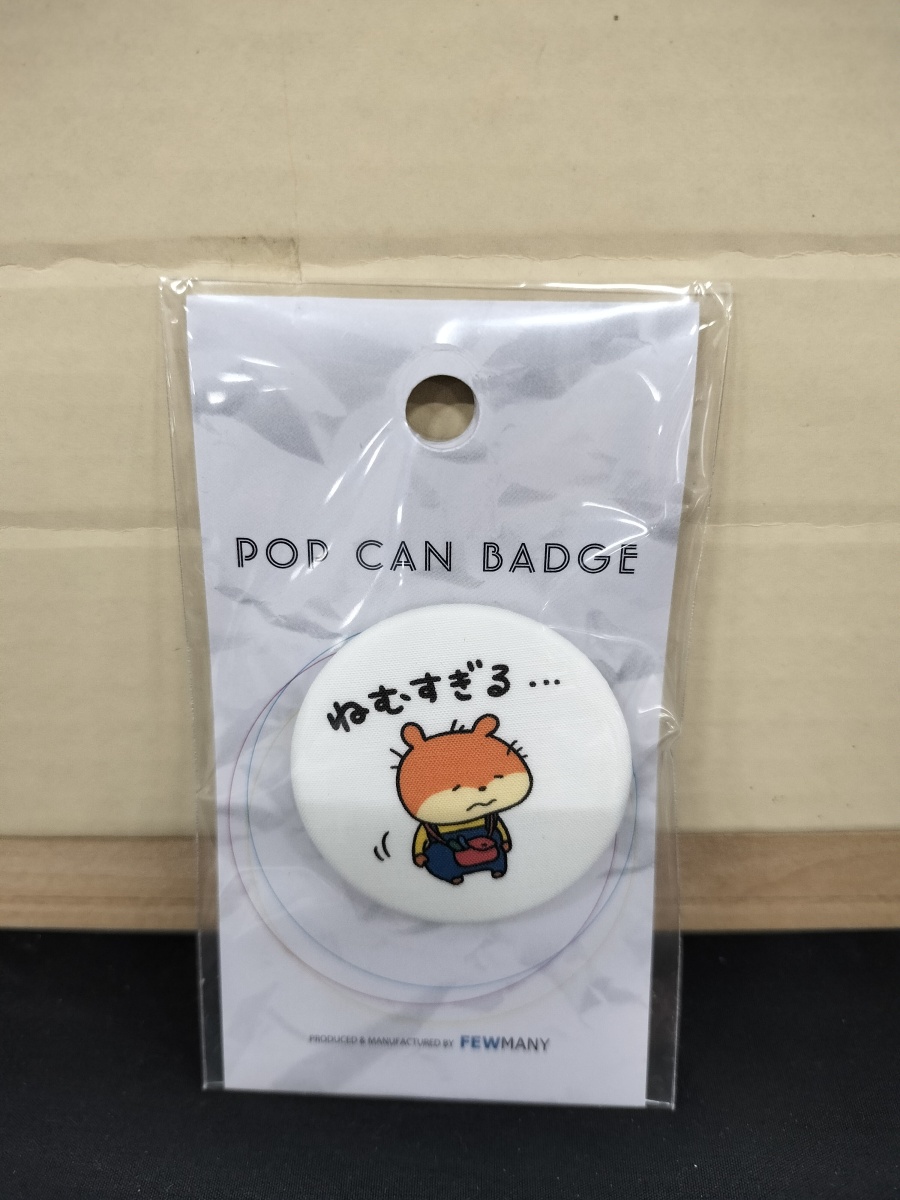 POP CAN BADGE
ねむすぎる…
PRODUCED & MANUFACTURED BY FEWMANY